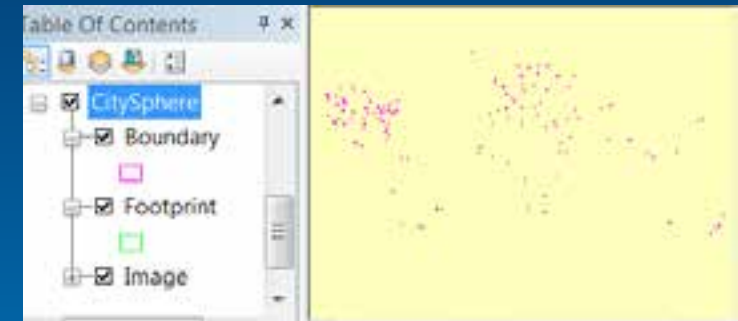 Table Of Contents
CitySphere
Boundary
Footprint
Image